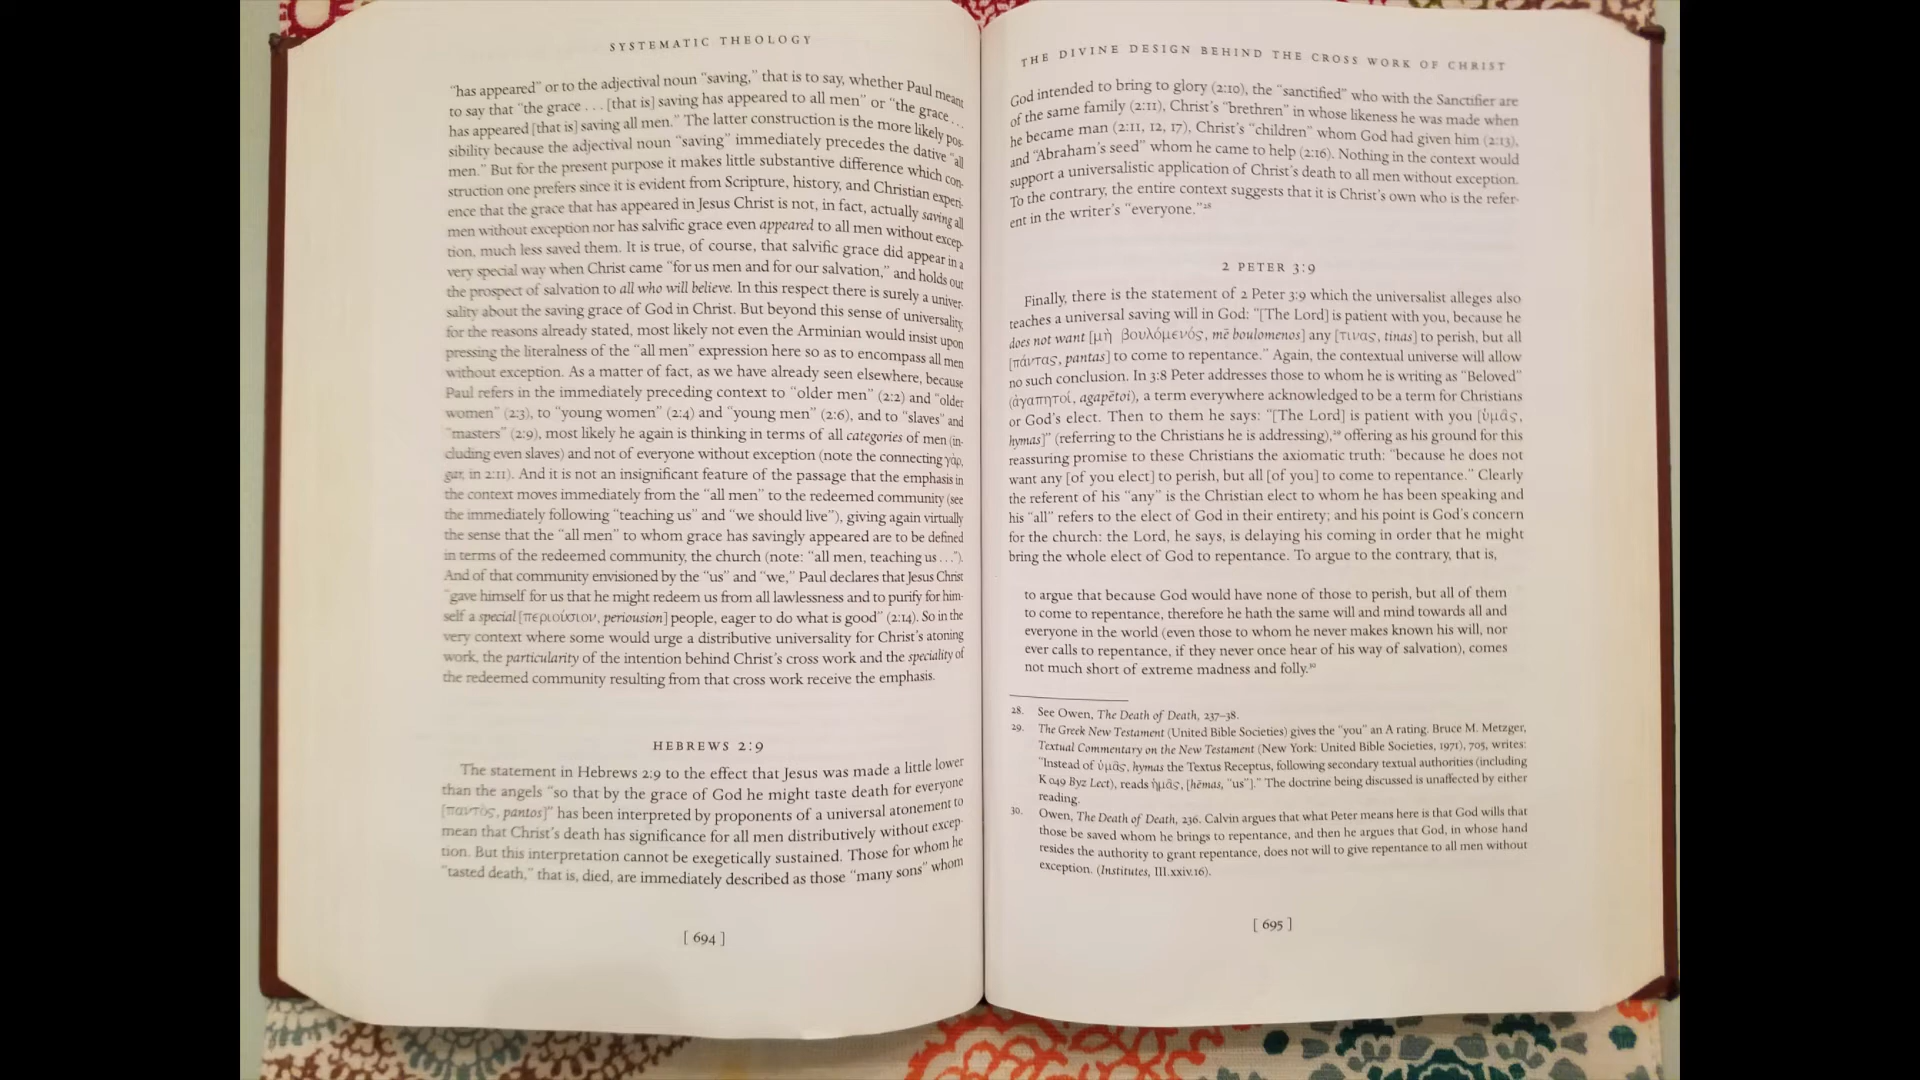 SYSTEMATIC THEOLOGY
"has appeared" or to the adjectival noun "saving," that is to say, whether Paul meant
to say that "the grace . . . [that is] saving has appeared to all men" or "the grace . . .
has appeared [that is] saving all men." The latter construction is the more likely pos-
sibility because the adjectival noun "saving" immediately precedes the dative "all
men." But for the present purpose it makes little substantive difference which con-
struction one prefers since it is evident from Scripture, history, and Christian experi-
ence that the grace that has appeared in Jesus Christ is not, in fact, actually saving all
men without exception nor has salvific grace even appeared to all men without excep-
tion, much less saved them. It is true, of course, that salvific grace did appear in a
very special way when Christ came "for us men and for our salvation," and holds out
the prospect of salvation to all who will believe. In this respect there is surely a univer-
sality about the saving grace of God in Christ. But beyond this sense of universality,
for the reasons already stated, most likely not even the Arminian would insist upon
pressing the literalness of the "all men" expression here so as to encompass all men
without exception. As a matter of fact, as we have already seen elsewhere, because
Paul refers in the immediately preceding context to "older men" (2:2) and "older
women" (2:3), to "young women" (2:4) and "young men" (2:6), and to "slaves" and
"masters" (2:9), most likely he again is thinking in terms of all categories of men (in-
cluding even slaves) and not of everyone without exception (note the connecting γὰρ,
gar, in 2:11). And it is not an insignificant feature of the passage that the emphasis in
the context moves immediately from the "all men" to the redeemed community (see
the immediately following "teaching us" and "we should live"), giving again virtually
the sense that the "all men" to whom grace has savingly appeared are to be defined
in terms of the redeemed community, the church (note: "all men, teaching us . . .").
And of that community envisioned by the "us" and "we," Paul declares that Jesus Christ
"gave himself for us that he might redeem us from all lawlessness and to purify for him-
self a special [περιούσιον, periousion] people, eager to do what is good" (2:14). So in the
very context where some would urge a distributive universality for Christ's atoning
work, the particularity of the intention behind Christ's cross work and the speciality of
the redeemed community resulting from that cross work receive the emphasis.
HEBREWS 2:9
The statement in Hebrews 2:9 to the effect that Jesus was made a little lower
than the angels "so that by the grace of God he might taste death for everyone
[παντὸς, pantos]" has been interpreted by proponents of a universal atonement to
mean that Christ's death has significance for all men distributively without excep-
tion. But this interpretation cannot be exegetically sustained. Those for whom he
"tasted death," that is, died, are immediately described as those "many sons" whom
[ 694 ]
THE DIVINE DESIGN BEHIND THE CROSS WORK OF CHRIST
God intended to bring to glory (2:10), the "sanctified" who with the Sanctifier are
of the same family (2:11), Christ's "brethren" in whose likeness he was made when
he became man (2:11, 12, 17), Christ's "children" whom God had given him (2:13),
and "Abraham's seed" whom he came to help (2:16). Nothing in the context would
support a universalistic application of Christ's death to all men without exception.
To the contrary, the entire context suggests that it is Christ's own who is the refer-
ent in the writer's "everyone."28
2 PETER 3:9
Finally, there is the statement of 2 Peter 3:9 which the universalist alleges also
teaches a universal saving will in God: "[The Lord] is patient with you, because he
does not want [μὴ βουλόμενός, mē boulomenos] any [τινας, tinas] to perish, but all
[πάντας, pantas] to come to repentance." Again, the contextual universe will allow
no such conclusion. In 3:8 Peter addresses those to whom he is writing as "Beloved"
(ἀγαπητοί, agapētoi), a term everywhere acknowledged to be a term for Christians
or God's elect. Then to them he says: "[The Lord] is patient with you [ὑμᾶς,
hymas]" (referring to the Christians he is addressing),29 offering as his ground for this
reassuring promise to these Christians the axiomatic truth: "because he does not
want any [of you elect] to perish, but all [of you] to come to repentance." Clearly
the referent of his "any" is the Christian elect to whom he has been speaking and
his "all" refers to the elect of God in their entirety; and his point is God's concern
for the church: the Lord, he says, is delaying his coming in order that he might
bring the whole elect of God to repentance. To argue to the contrary, that is,
to argue that because God would have none of those to perish, but all of them
to come to repentance, therefore he hath the same will and mind towards all and
everyone in the world (even those to whom he never makes known his will, nor
ever calls to repentance, if they never once hear of his way of salvation), comes
not much short of extreme madness and folly.30
28. See Owen, The Death of Death, 237–38.
29. The Greek New Testament (United Bible Societies) gives the "you" an A rating. Bruce M. Metzger,
Textual Commentary on the New Testament (New York: United Bible Societies, 1971), 705, writes:
"Instead of ὑμᾶς, hymas the Textus Receptus, following secondary textual authorities (including
K 049 Byz Lect), reads ἡμᾶς, [hēmas, "us"]." The doctrine being discussed is unaffected by either
reading.
30. Owen, The Death of Death, 236. Calvin argues that what Peter means here is that God wills that
those be saved whom he brings to repentance, and then he argues that God, in whose hand
resides the authority to grant repentance, does not will to give repentance to all men without
exception. (Institutes, III.xxiv.16).
[ 695 ]